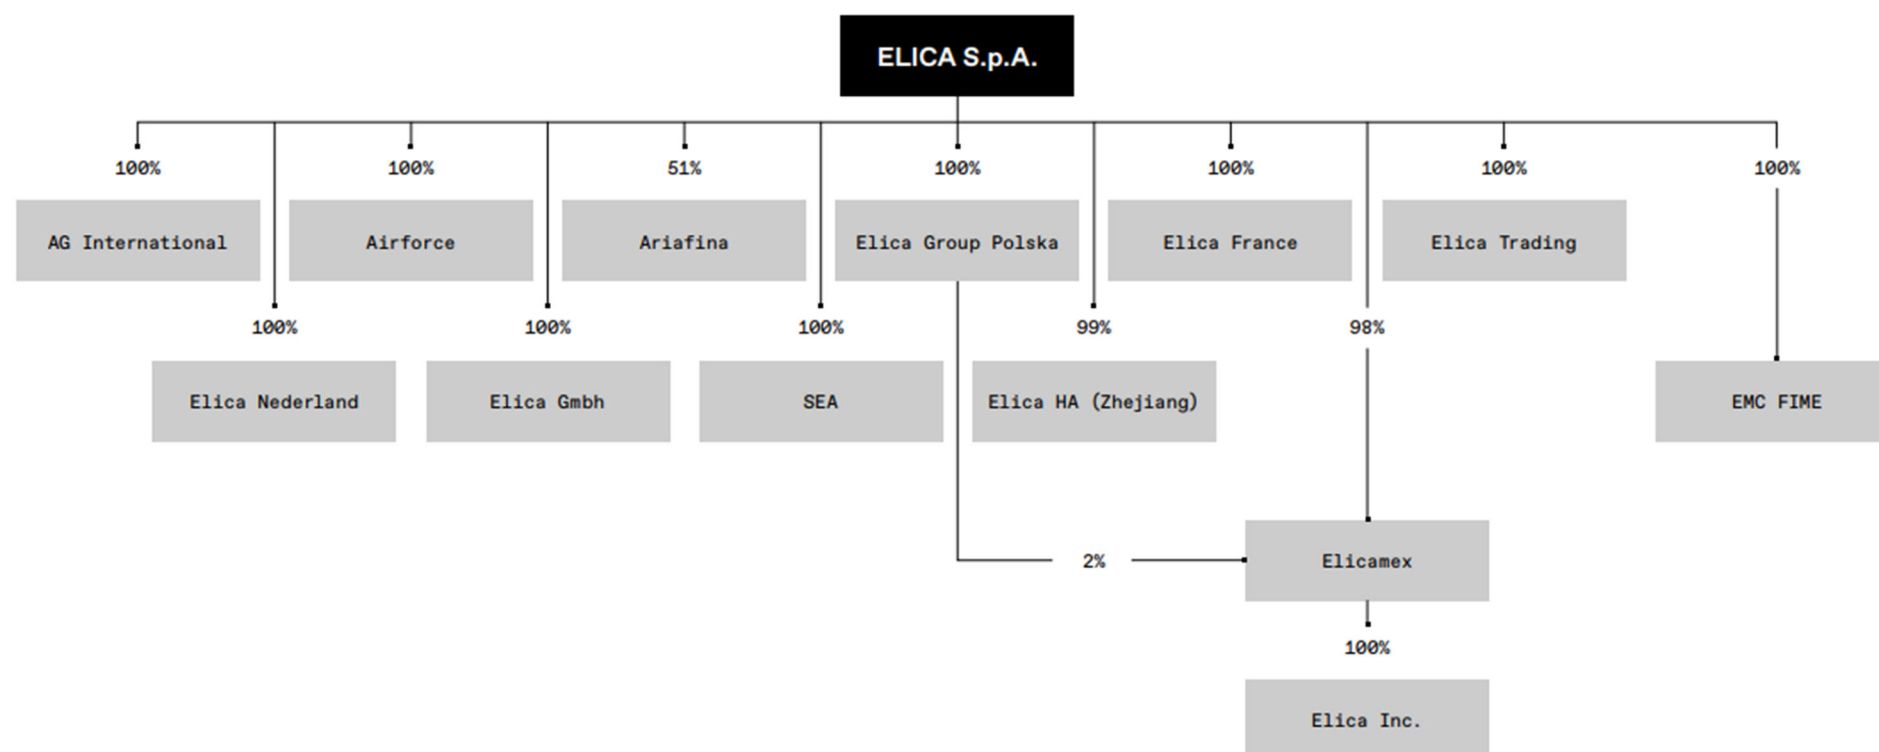 ELICA S.p.A.
100% 100% 51% 100% 100% 100% 100%
AG International Airforce Ariafina Elica Group Polska Elica France Elica Trading
100% 100% 100% 99% 98%
Elica Nederland Elica Gmbh SEA Elica HA (Zhejiang) EMC FIME
2% Elicamex
100%
Elica Inc.